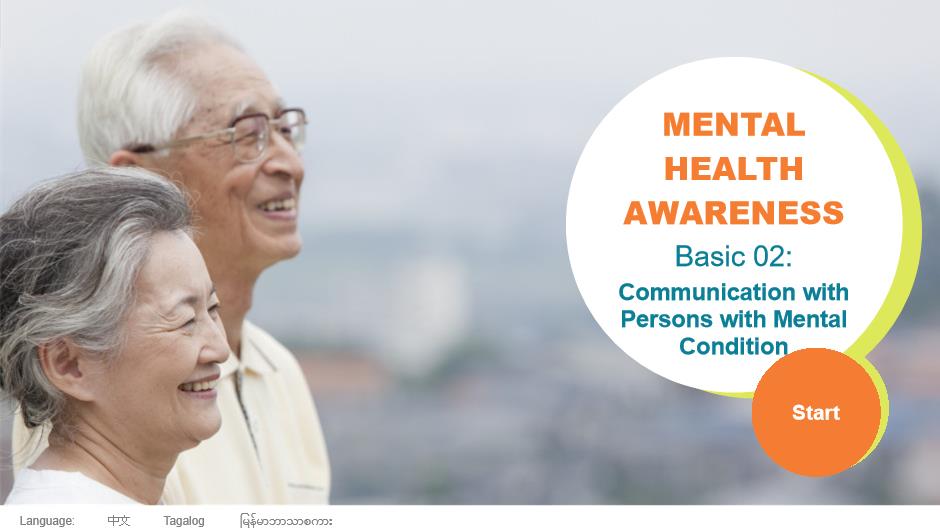 MENTAL
HEALTH
AWARENESS
Basic 02:
Communication with
Persons with Mental
Condition
Start
Language: 中文 Tagalog မြန်မာဘာသာစကား